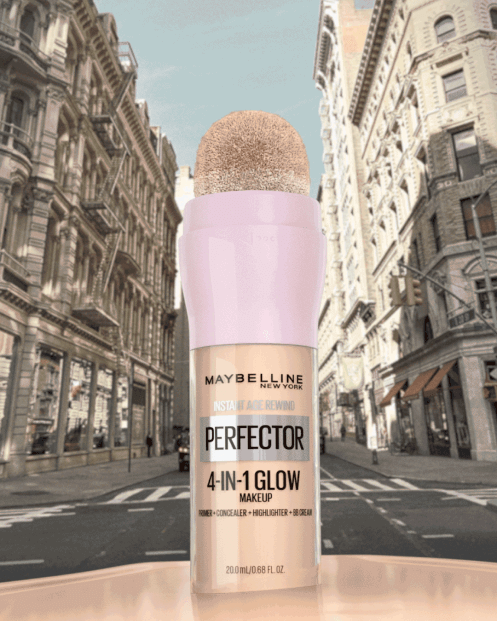 MAYBELLINE
NEW YORK
INSTANT AGE REWIND
PERFECTOR
4-IN-1 GLOW
MAKEUP
PRIMER + CONCEALER + HIGHLIGHTER + BB CREAM
20.0 mL/0.68 FL. OZ.